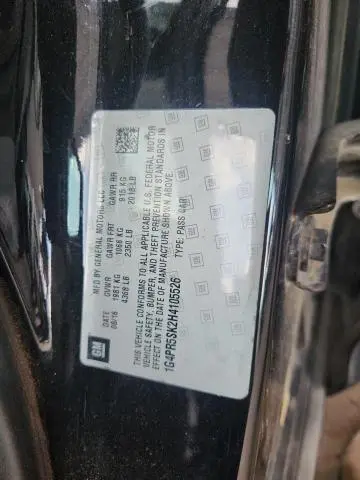 MFD BY GENERAL MOTORS LLC
DATE GVWR GAWR FRT GAWR RR
08/16 1981 KG 1066 KG 915 KG
4368 LB 2350 LB 2018 LB
THIS VEHICLE CONFORMS TO ALL APPLICABLE U.S. FEDERAL MOTOR
VEHICLE SAFETY, BUMPER, AND THEFT PREVENTION STANDARDS IN
EFFECT ON THE DATE OF MANUFACTURE SHOWN ABOVE.
1G4PR5SK2H4105526 TYPE: PASS CAR
GM